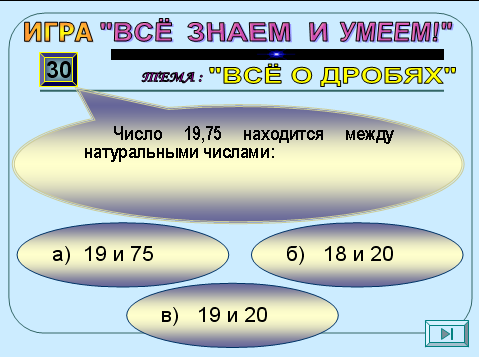 ИГРА "ВСЁ ЗНАЕМ И УМЕЕМ!"
30
ТЕМА: "ВСЁ О ДРОБЯХ"
Число 19,75 находится между
натуральными числами:
а) 19 и 75
б) 18 и 20
в) 19 и 20